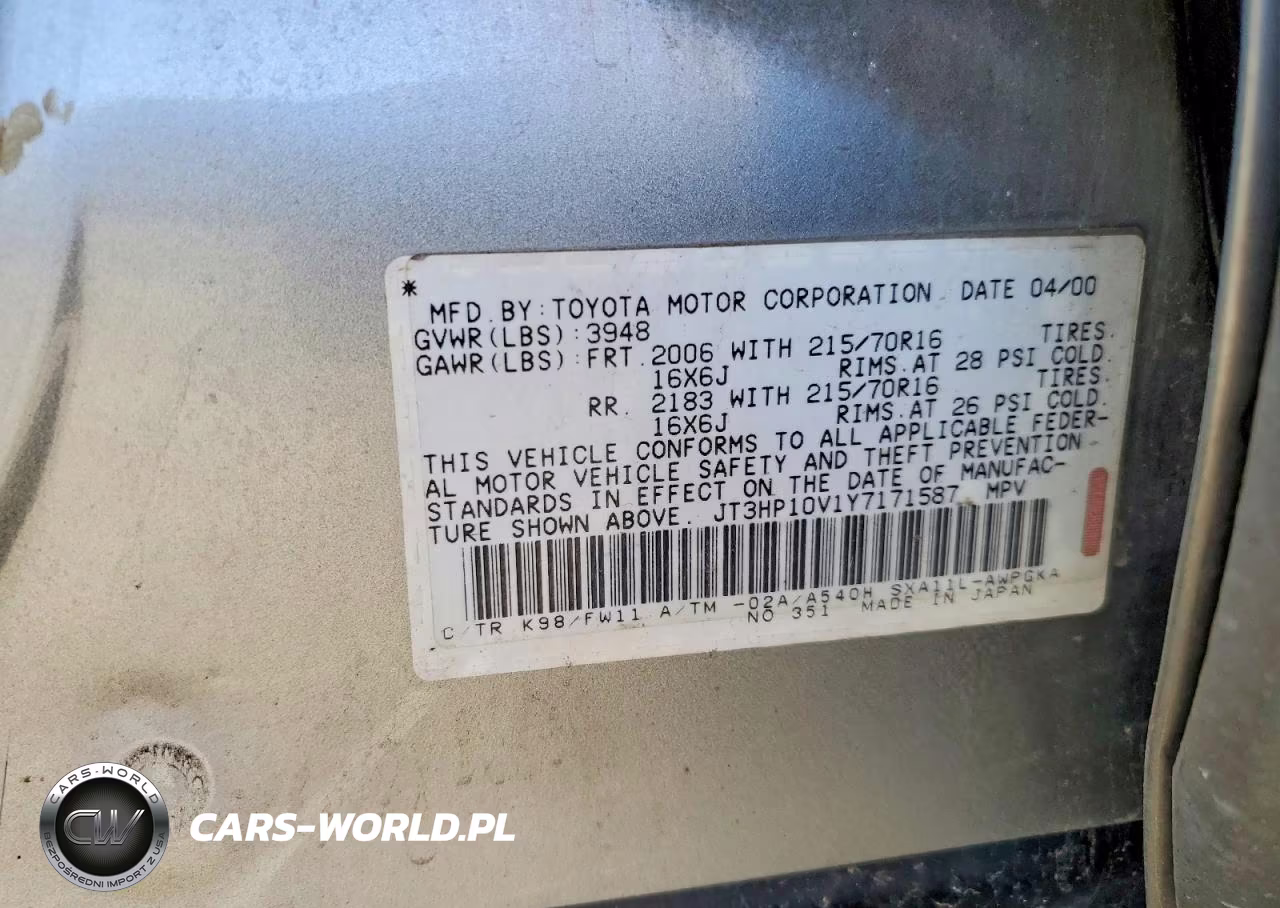 *
MFD. BY: TOYOTA MOTOR CORPORATION DATE 04/00
GVWR(LBS): 3948
GAWR(LBS): FRT. 2006 WITH 215/70R16 TIRES.
16X6J RIMS. AT 28 PSI COLD.
RR. 2183 WITH 215/70R16 TIRES.
16X6J RIMS. AT 26 PSI COLD.
THIS VEHICLE CONFORMS TO ALL APPLICABLE FEDER-
AL MOTOR VEHICLE SAFETY AND THEFT PREVENTION
STANDARDS IN EFFECT ON THE DATE OF MANUFAC-
TURE SHOWN ABOVE. JT3HP10V1Y7171587 MPV
C/TR K98/FW11 A/TM -02A/A540H SXA11L-AWPGKA
NO 351 MADE IN JAPAN
CARS-WORLD
CW
BEZPOŚREDNI IMPORT Z USA
CARS-WORLD.PL